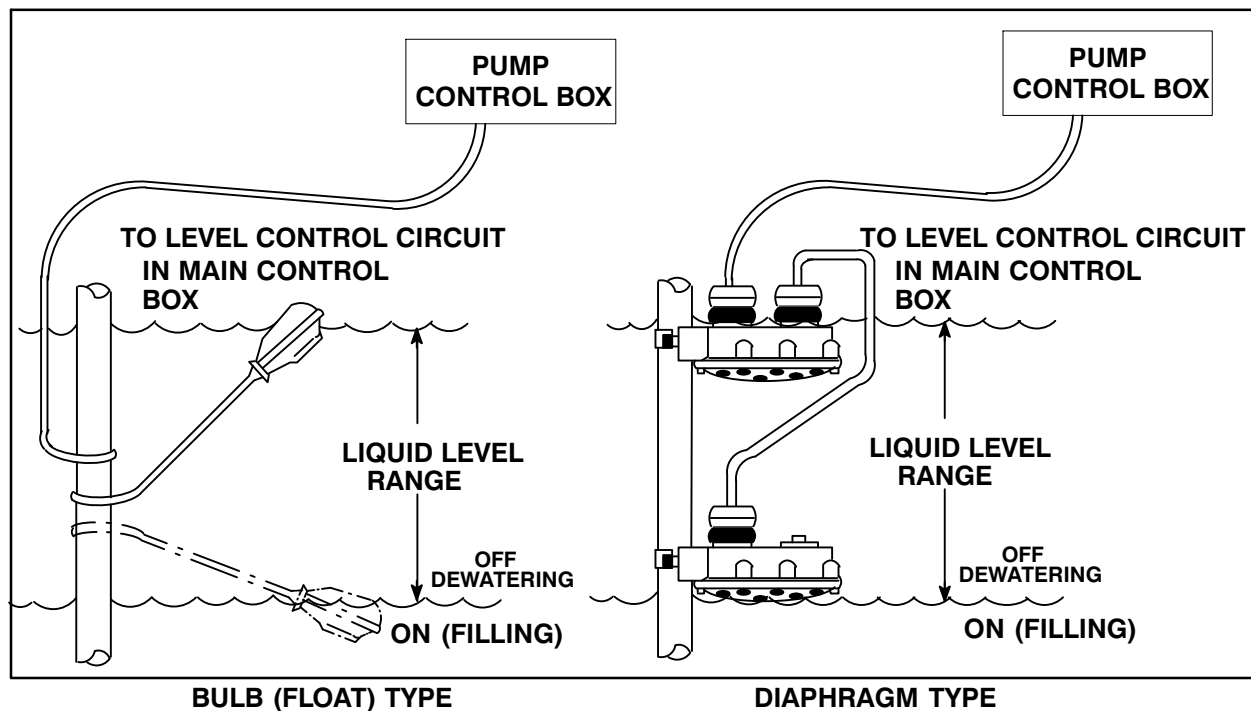 PUMP
CONTROL BOX
TO LEVEL CONTROL CIRCUIT
IN MAIN CONTROL
BOX
LIQUID LEVEL
RANGE
OFF
DEWATERING
ON (FILLING)
BULB (FLOAT) TYPE
PUMP
CONTROL BOX
TO LEVEL CONTROL CIRCUIT
IN MAIN CONTROL
BOX
LIQUID LEVEL
RANGE
OFF
DEWATERING
ON (FILLING)
DIAPHRAGM TYPE